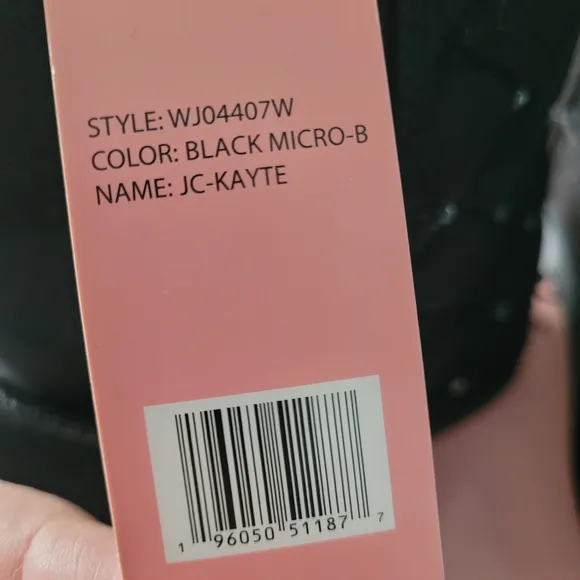 STYLE: WJ04407W
COLOR: BLACK MICRO-B
NAME: JC-KAYTE
1 96050 51187 7